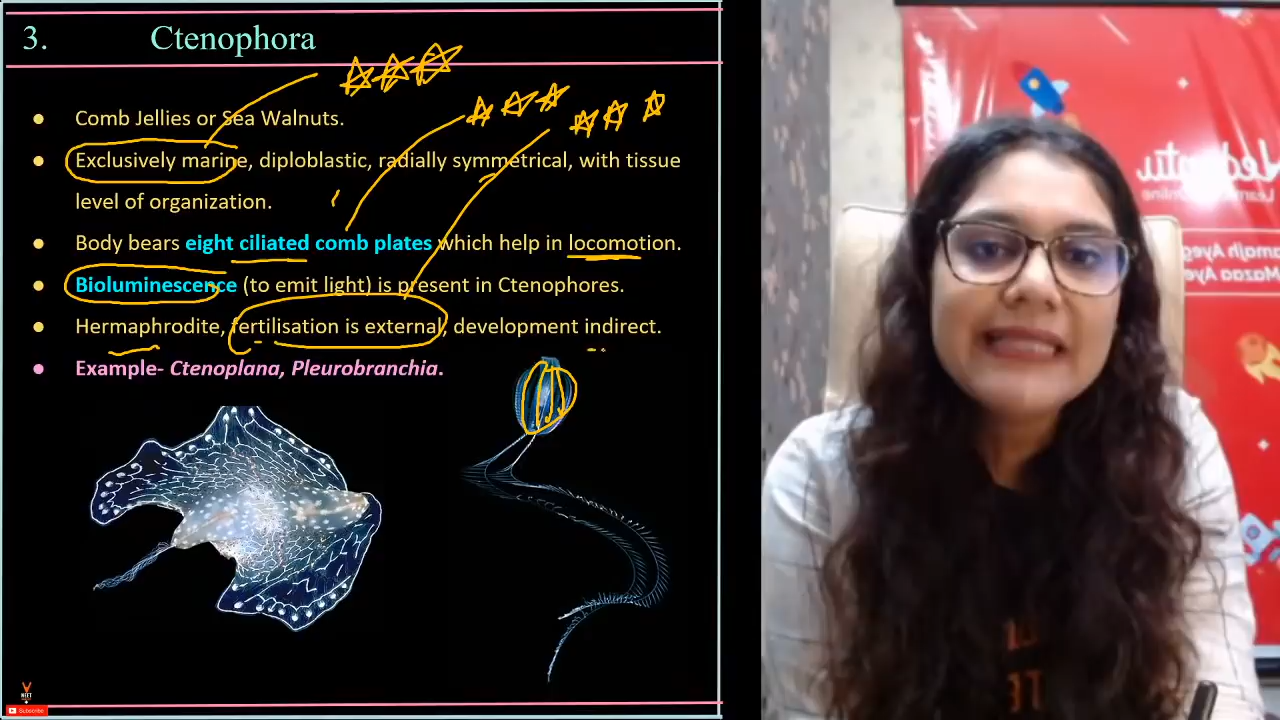 3. Ctenophora
Comb Jellies or Sea Walnuts.
Exclusively marine, diploblastic, radially symmetrical, with tissue
level of organization.
Body bears eight ciliated comb plates which help in locomotion.
Bioluminescence (to emit light) is present in Ctenophores.
Hermaphrodite, fertilisation is external, development indirect.
Example- Ctenoplana, Pleurobranchia.
NEET
Subscribe